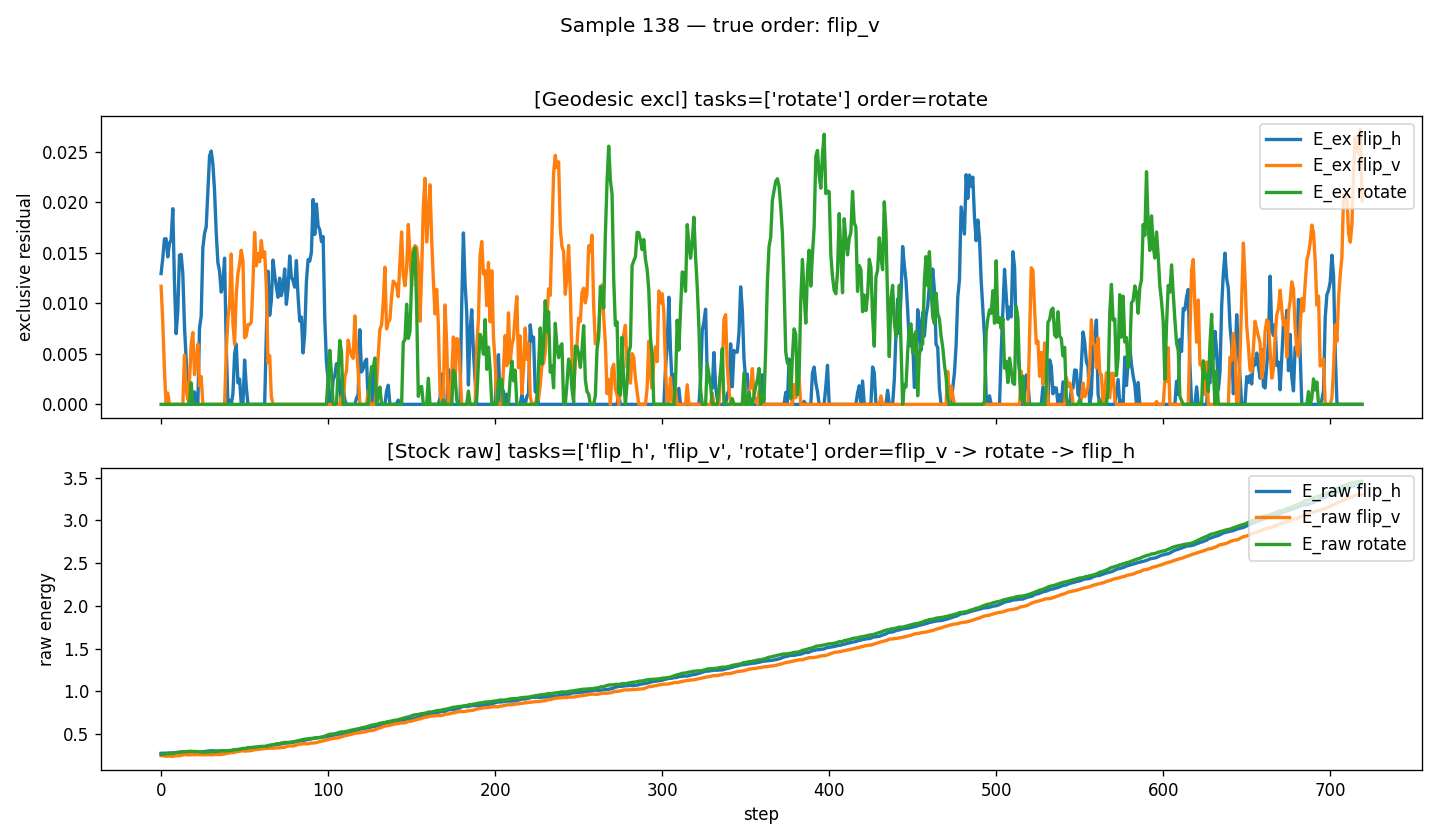 Sample 138 — true order: flip_v
[Geodesic excl] tasks=['rotate'] order=rotate
exclusive residual
0.025
0.020
0.015
0.010
0.005
0.000
E_ex flip_h
E_ex flip_v
E_ex rotate
[Stock raw] tasks=['flip_h', 'flip_v', 'rotate'] order=flip_v -> rotate -> flip_h
raw energy
3.5
3.0
2.5
2.0
1.5
1.0
0.5
E_raw flip_h
E_raw flip_v
E_raw rotate
0 100 200 300 400 500 600 700
step